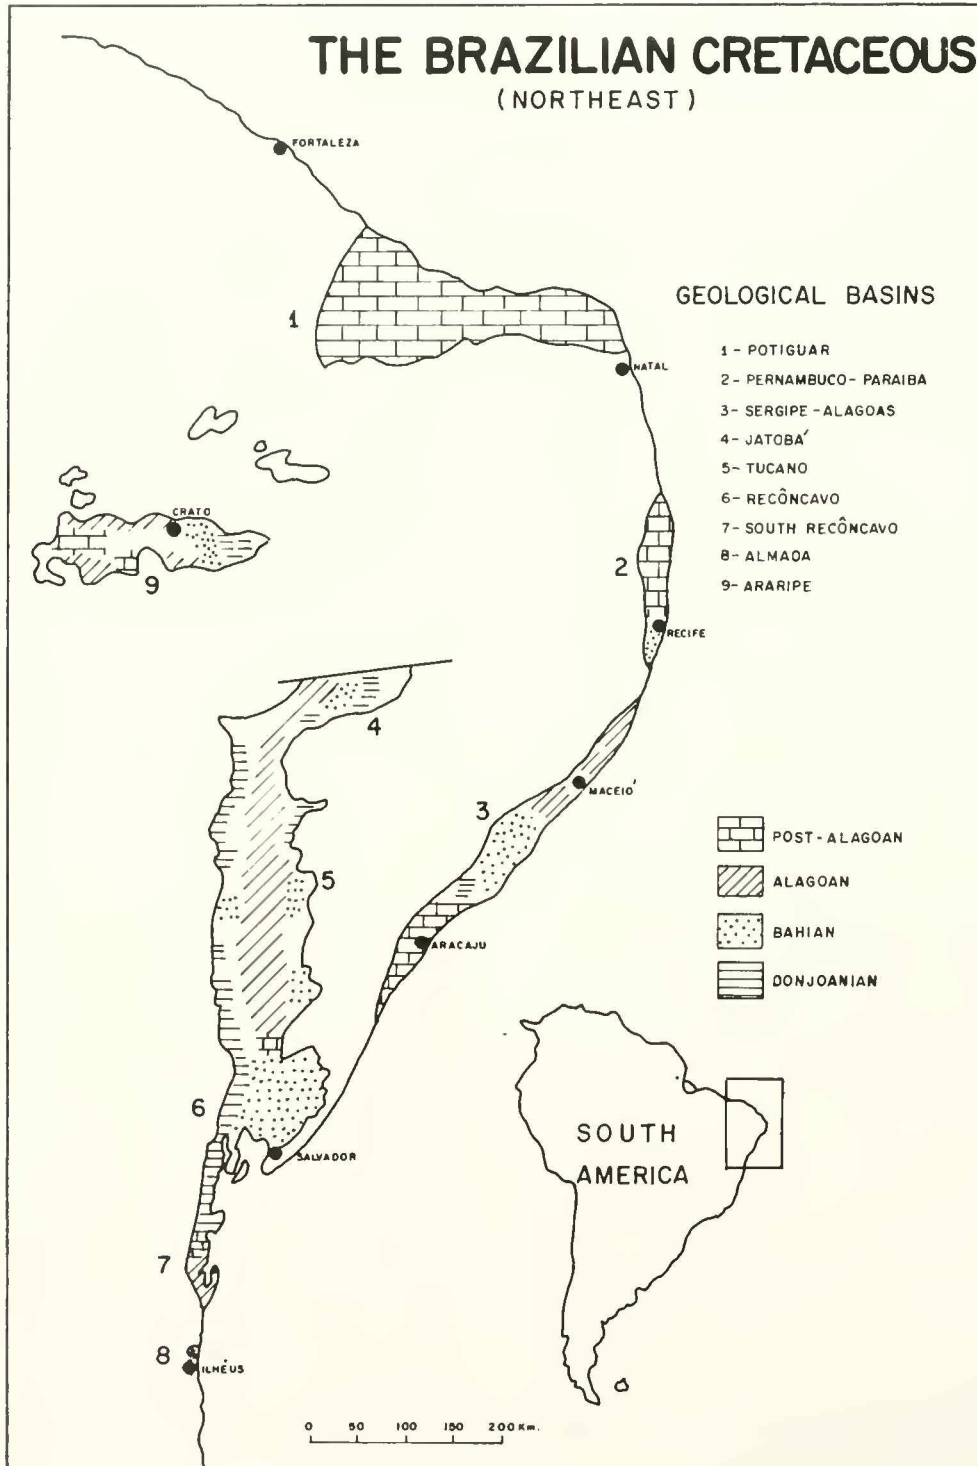 THE BRAZILIAN CRETACEOUS
(NORTHEAST)
FORTALEZA
GEOLOGICAL BASINS
1
1- POTIGUAR
NATAL
2- PERNAMBUCO-PARAIBA
3- SERGIPE-ALAGOAS
4- JATOBÁ
5- TUCANO
6- RECÔNCAVO
7- SOUTH RECÔNCAVO
8- ALMADA
9- ARARIPE
CRATO
9
2
RECIFE
4
MACEIÓ
3
5
ARACAJU
POST-ALAGOAN
ALAGOAN
BAHIAN
DONJOANIAN
6
SALVADOR
SOUTH
AMERICA
7
8
ILHÉUS
0 50 100 150 200 Km.